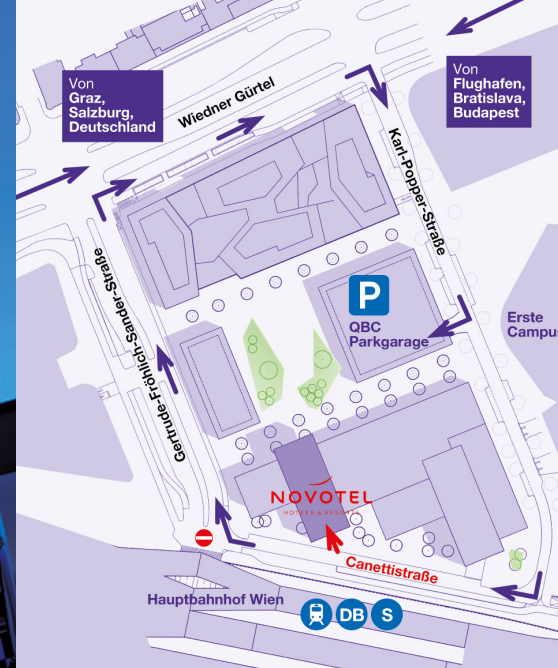 Von
Graz,
Salzburg,
Deutschland
Wiedner Gürtel
Von
Flughafen,
Bratislava,
Budapest
Karl-Popper-Straße
Gertrude-Fröhlich-Sander-Straße
P
QBC
Parkgarage
Erste
Campus
NOVOTEL
HOTELS & RESORTS
Canettistraße
Hauptbahnhof Wien
DB
S